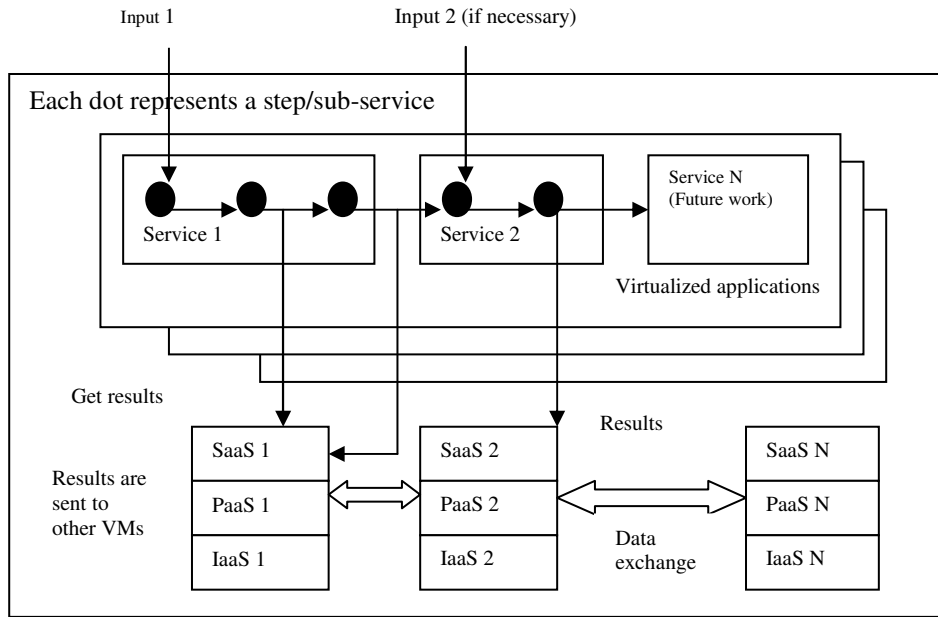 Input 1
Input 2 (if necessary)
Each dot represents a step/sub-service
Service 1
Service 2
Service N
(Future work)
Virtualized applications
Get results
Results
SaaS 1
SaaS 2
SaaS N
Results are
sent to
other VMs
PaaS 1
PaaS 2
PaaS N
Data
exchange
IaaS 1
IaaS 2
IaaS N